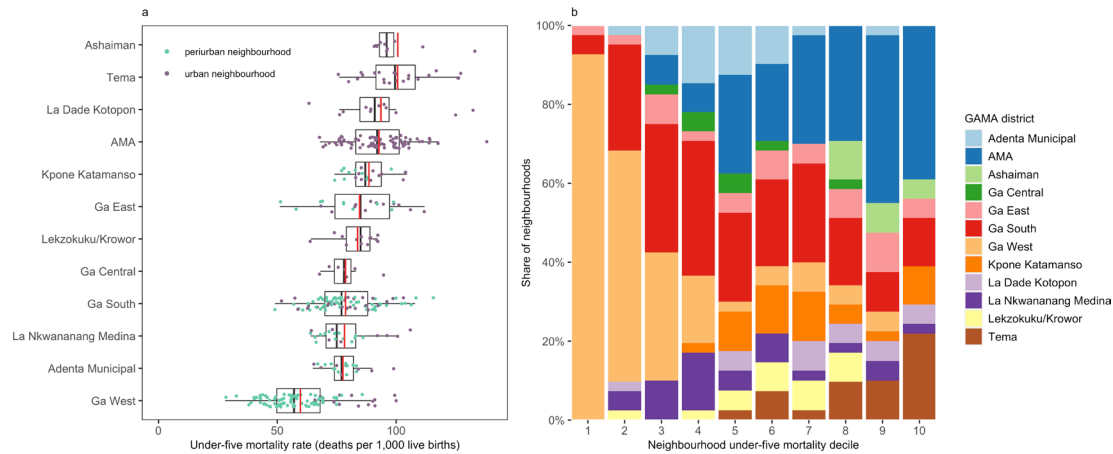 a
Ashaiman
Tema
La Dade Kotopon
AMA
Kpone Katamanso
Ga East
Lekzokuku/Krowor
Ga Central
Ga South
La Nkwananang Medina
Adenta Municipal
Ga West
periurban neighbourhood
urban neighbourhood
0
50
100
Under-five mortality rate (deaths per 1,000 live births)
b
100%
80%
60%
40%
20%
0%
Share of neighbourhoods
1 2 3 4 5 6 7 8 9 10
Neighbourhood under-five mortality decile
GAMA district
Adenta Municipal
AMA
Ashaiman
Ga Central
Ga East
Ga South
Ga West
Kpone Katamanso
La Dade Kotopon
La Nkwananang Medina
Lekzokuku/Krowor
Tema